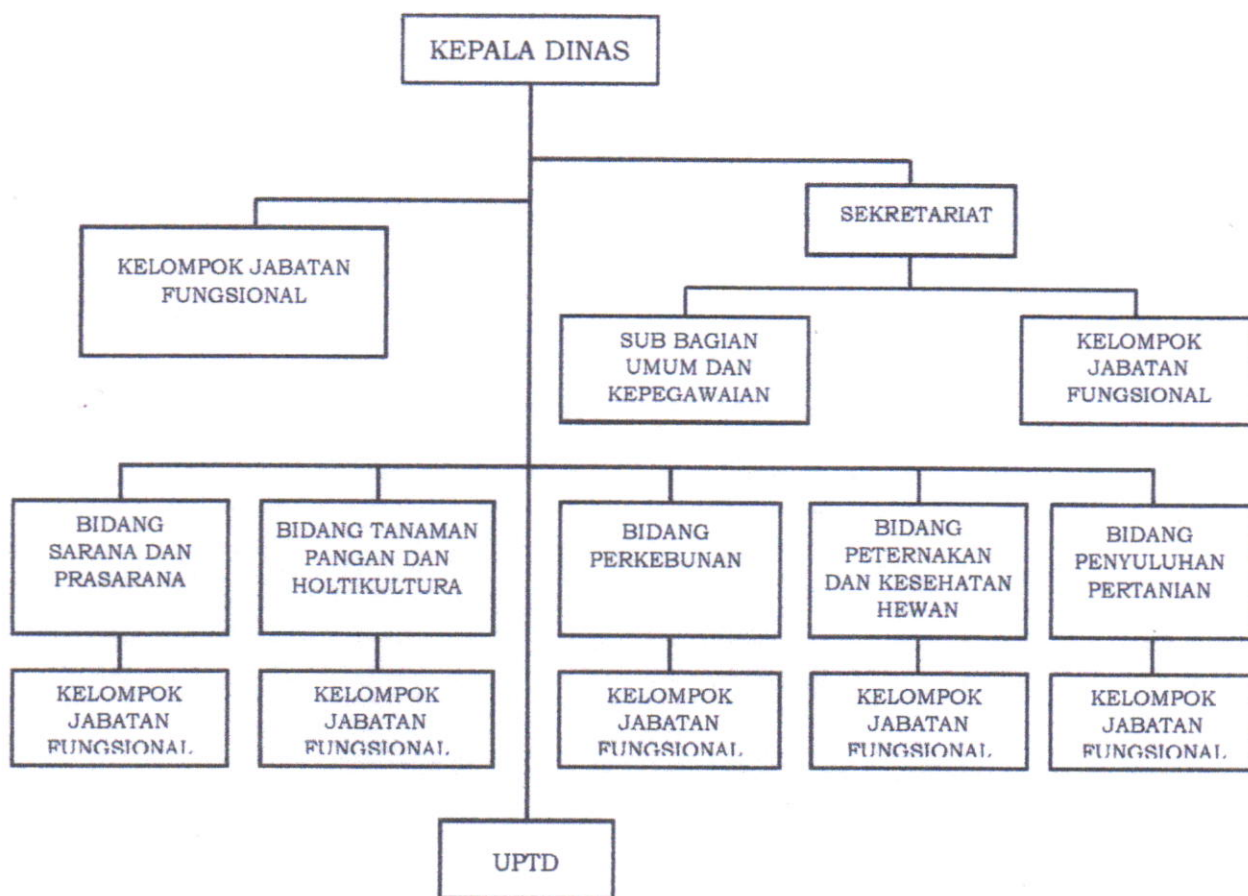 KEPALA DINAS
SEKRETARIAT
KELOMPOK JABATAN
FUNGSIONAL
SUB BAGIAN
UMUM DAN
KEPEGAWAIAN
KELOMPOK
JABATAN
FUNGSIONAL
BIDANG
SARANA DAN
PRASARANA
BIDANG TANAMAN
PANGAN DAN
HOLTIKULTURA
BIDANG
PERKEBUNAN
BIDANG
PETERNAKAN
DAN KESEHATAN
HEWAN
BIDANG
PENYULUHAN
PERTANIAN
KELOMPOK
JABATAN
FUNGSIONAL
KELOMPOK
JABATAN
FUNGSIONAL
KELOMPOK
JABATAN
FUNGSIONAL
KELOMPOK
JABATAN
FUNGSIONAL
KELOMPOK
JABATAN
FUNGSIONAL
UPTD